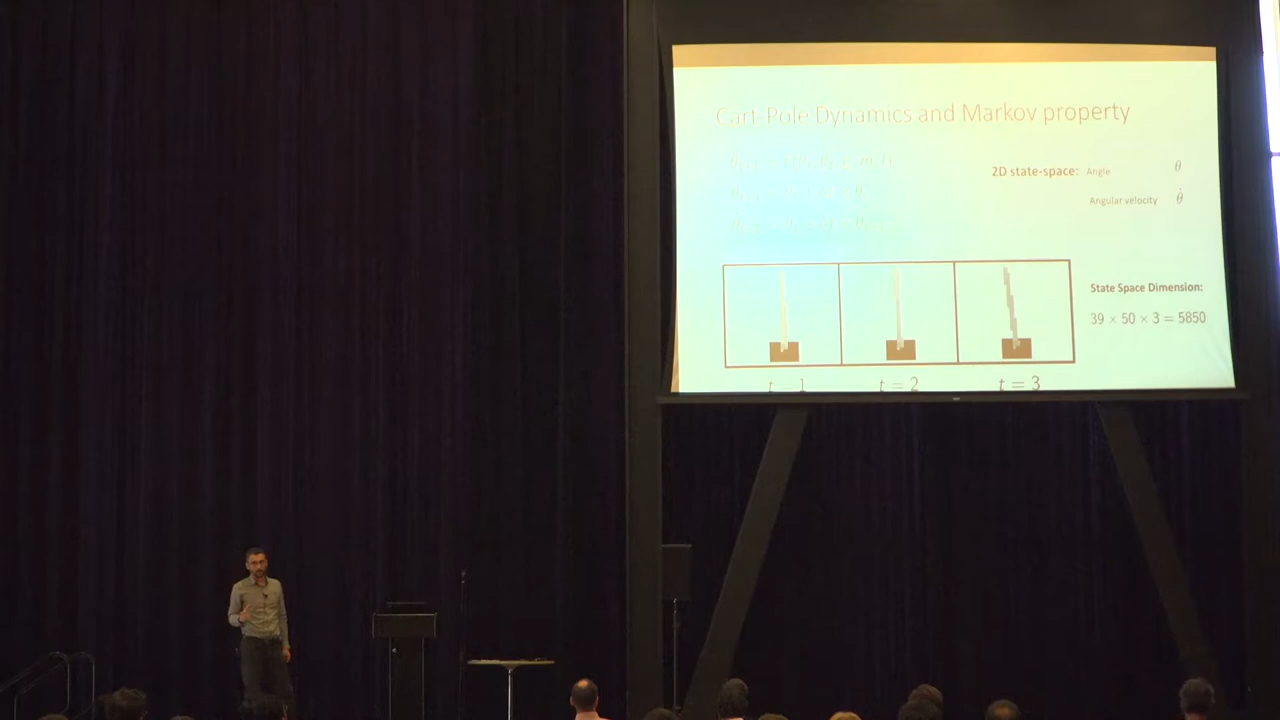 Cart-Pole Dynamics and Markov property
2D state-space: Angle θ
Angular velocity θ̇
State Space Dimension:
39 × 50 × 3 = 5850
t = 1
t = 2
t = 3